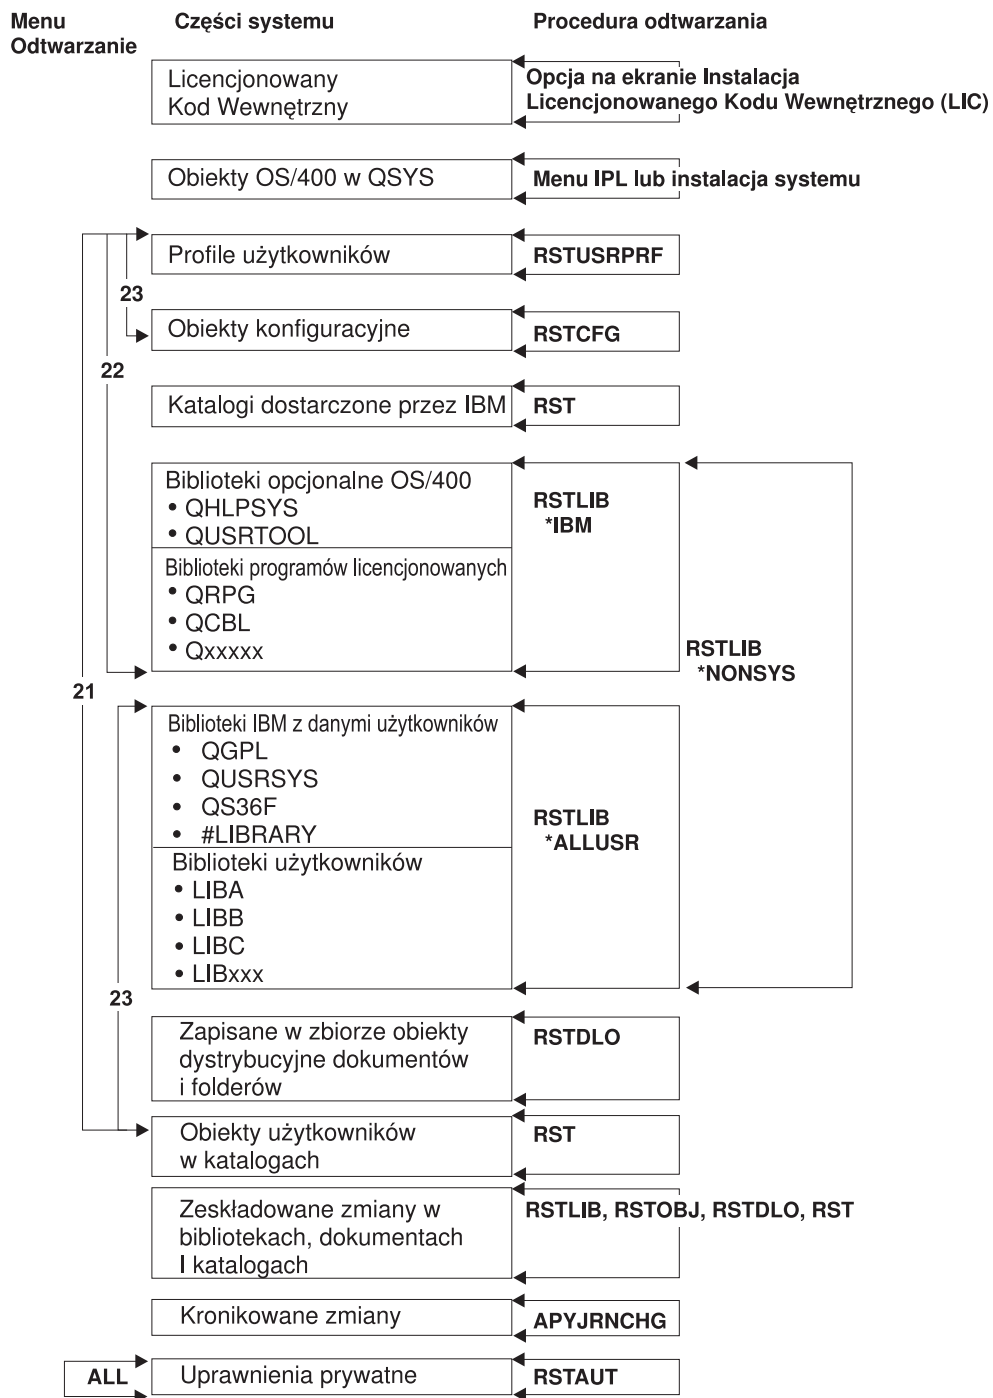 Menu
Odtwarzanie
Części systemu
Procedura odtwarzania
Licencjonowany
Kod Wewnętrzny
Opcja na ekranie Instalacja
Licencjonowanego Kodu Wewnętrznego (LIC)
Obiekty OS/400 w QSYS
Menu IPL lub instalacja systemu
Profile użytkowników
RSTUSRPRF
23
Obiekty konfiguracyjne
RSTCFG
22
Katalogi dostarczone przez IBM
RST
Biblioteki opcjonalne OS/400
• QHLPSYS
• QUSRTOOL
RSTLIB
*IBM
Biblioteki programów licencjonowanych
• QRPG
• QCBL
• Qxxxxx
RSTLIB
*NONSYS
21
Biblioteki IBM z danymi użytkowników
• QGPL
• QUSRSYS
• QS36F
• #LIBRARY
RSTLIB
*ALLUSR
Biblioteki użytkowników
• LIBA
• LIBB
• LIBC
• LIBxxx
23
Zapisane w zbiorze obiekty
dystrybucyjne dokumentów
i folderów
RSTDLO
Obiekty użytkowników
w katalogach
RST
Zeskładowane zmiany w
bibliotekach, dokumentach
I katalogach
RSTLIB, RSTOBJ, RSTDLO, RST
Kronikowane zmiany
APYJRNCHG
ALL
Uprawnienia prywatne
RSTAUT